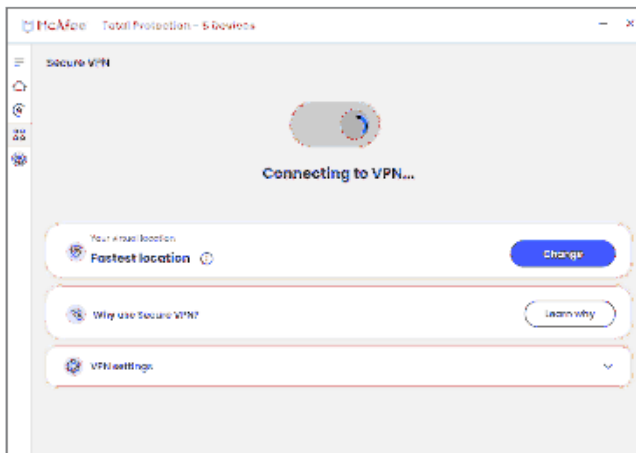 McAfee Total Protection – 5 Devices
Secure VPN
Connecting to VPN...
Your virtual location
Fastest location
Change
Why use Secure VPN?
Learn why
VPN settings